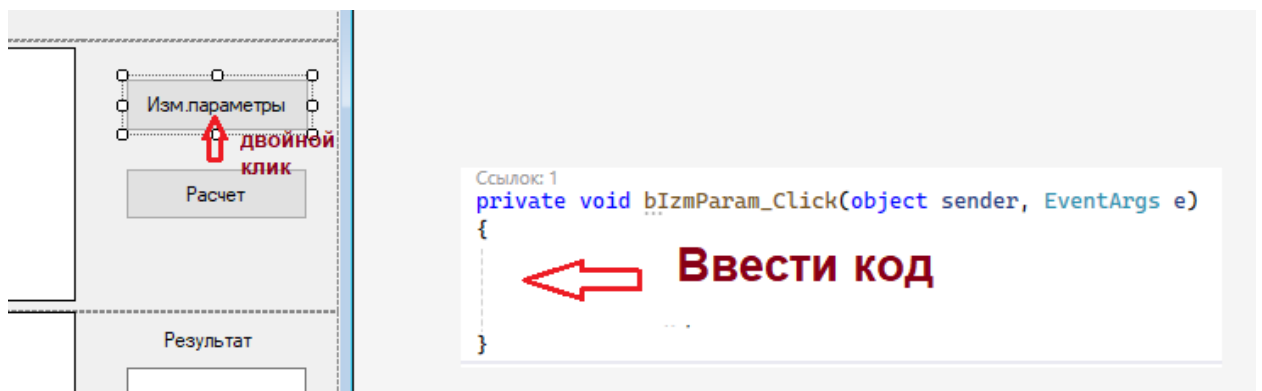 Изм.параметры
двойной
клик
Расчет
Результат
Ссылок: 1
private void bIzmParam_Click(object sender, EventArgs e)
{
Ввести код
}